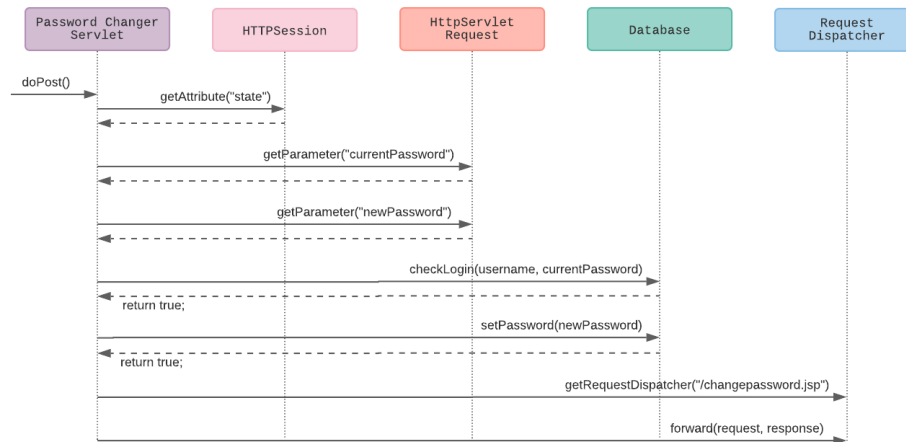 Password Changer
Servlet
HTTPSession
HttpServlet
Request
Database
Request
Dispatcher
doPost()
getAttribute("state")
getParameter("currentPassword")
getParameter("newPassword")
checkLogin(username, currentPassword)
return true;
setPassword(newPassword)
return true;
getRequestDispatcher("/changepassword.jsp")
forward(request, response)